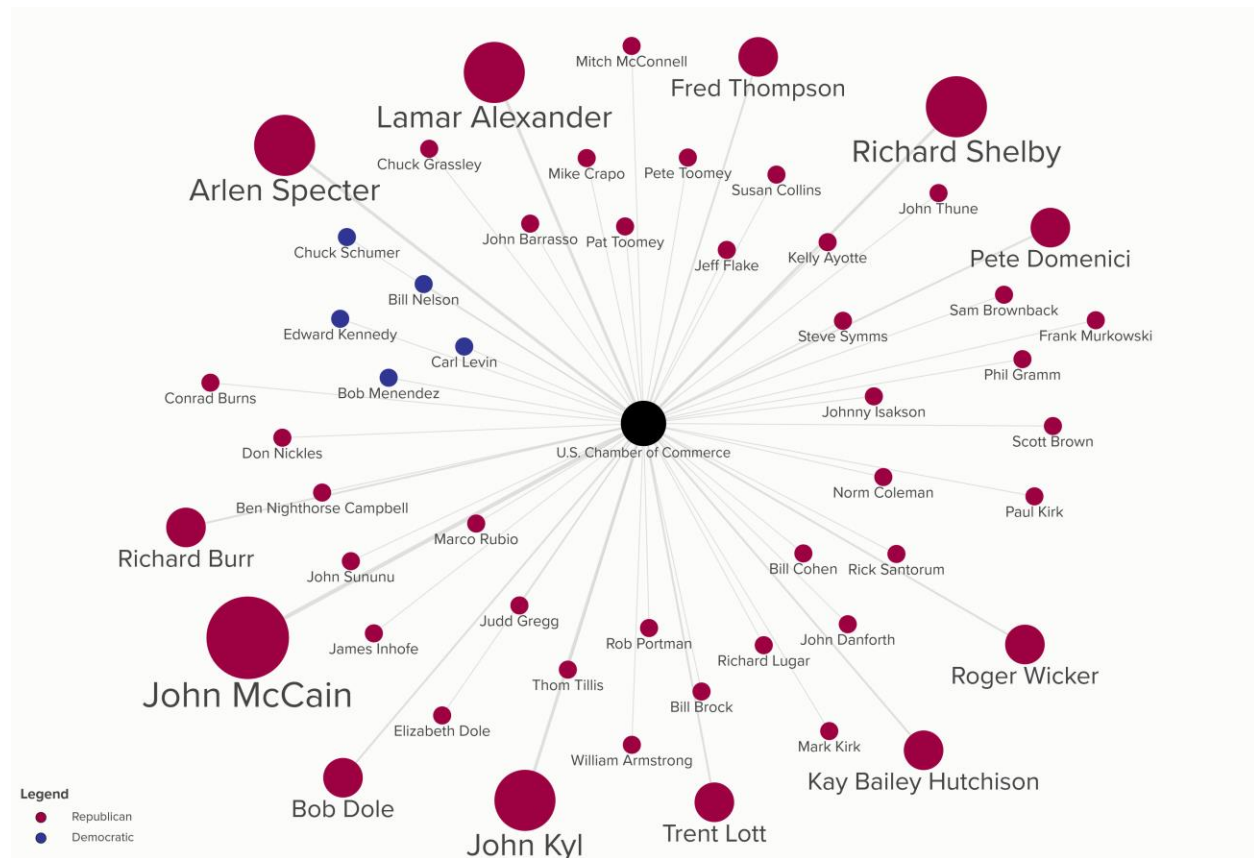 Mitch McConnell
Fred Thompson
Lamar Alexander
Richard Shelby
Chuck Grassley
Mike Crapo
Pete Toomey
Susan Collins
Arlen Specter
John Thune
Chuck Schumer
John Barrasso
Pat Toomey
Jeff Flake
Kelly Ayotte
Pete Domenici
Bill Nelson
Sam Brownback
Edward Kennedy
Steve Symms
Frank Murkowski
Carl Levin
Phil Gramm
Bob Menendez
Conrad Burns
Johnny Isakson
Scott Brown
Don Nickles
U.S. Chamber of Commerce
Norm Coleman
Ben Nighthorse Campbell
Paul Kirk
Marco Rubio
Richard Burr
John Sununu
Bill Cohen
Rick Santorum
Judd Gregg
James Inhofe
Rob Portman
John Danforth
Richard Lugar
Roger Wicker
John McCain
Thom Tillis
Bill Brock
Elizabeth Dole
William Armstrong
Mark Kirk
Kay Bailey Hutchison
Bob Dole
Trent Lott
John Kyl
Legend
Republican
Democratic